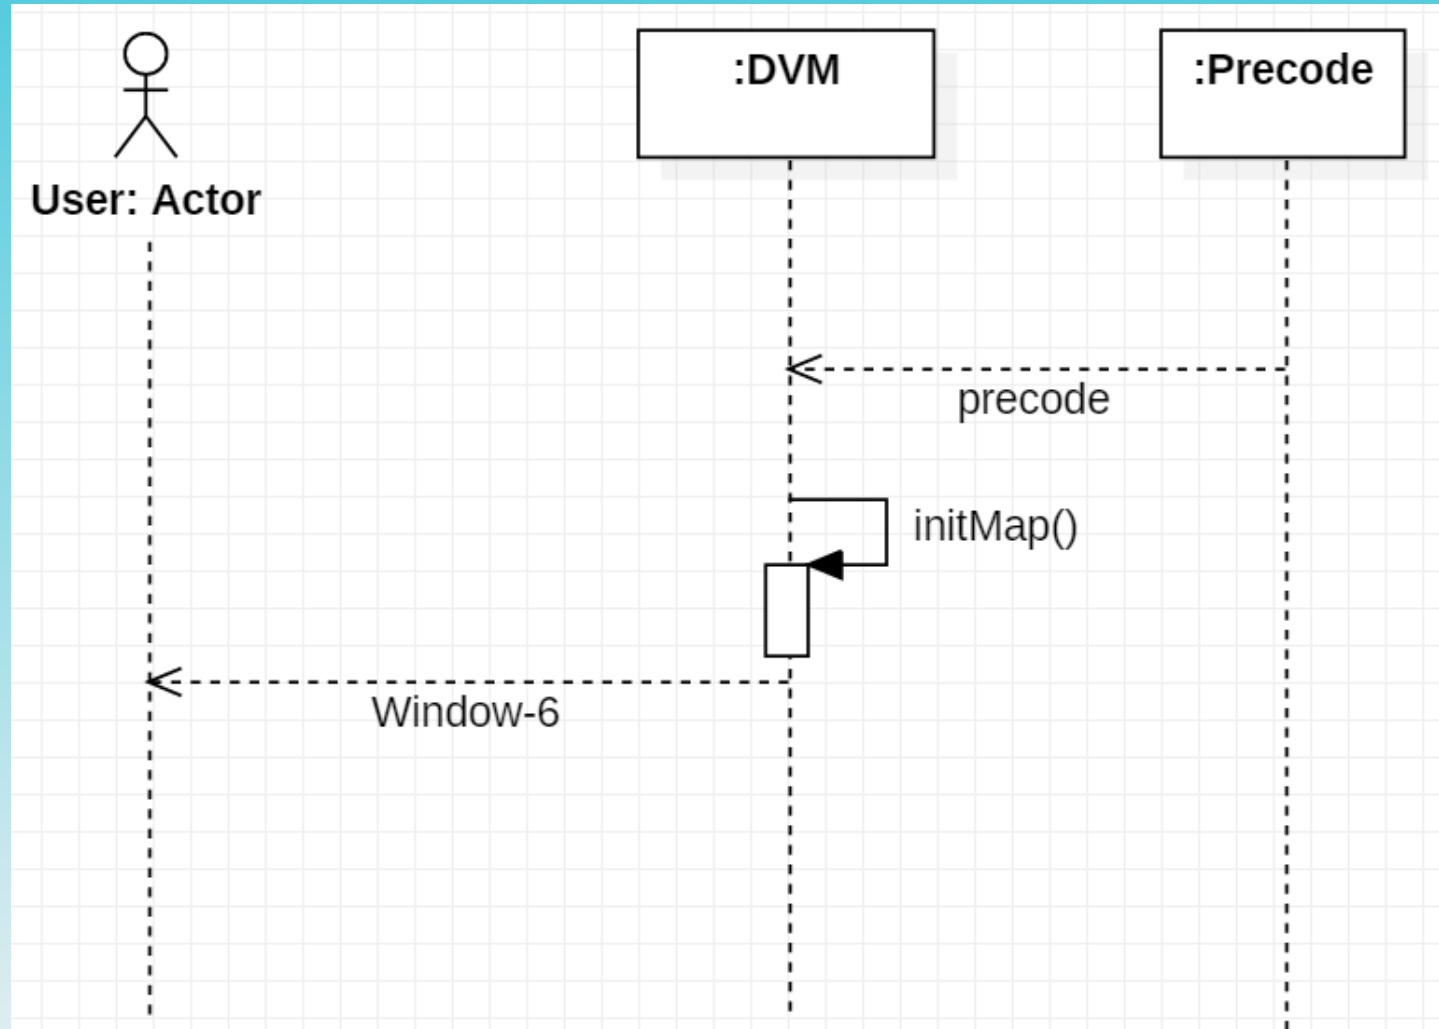 :DVM
:Precode
User: Actor
precode
initMap()
Window-6